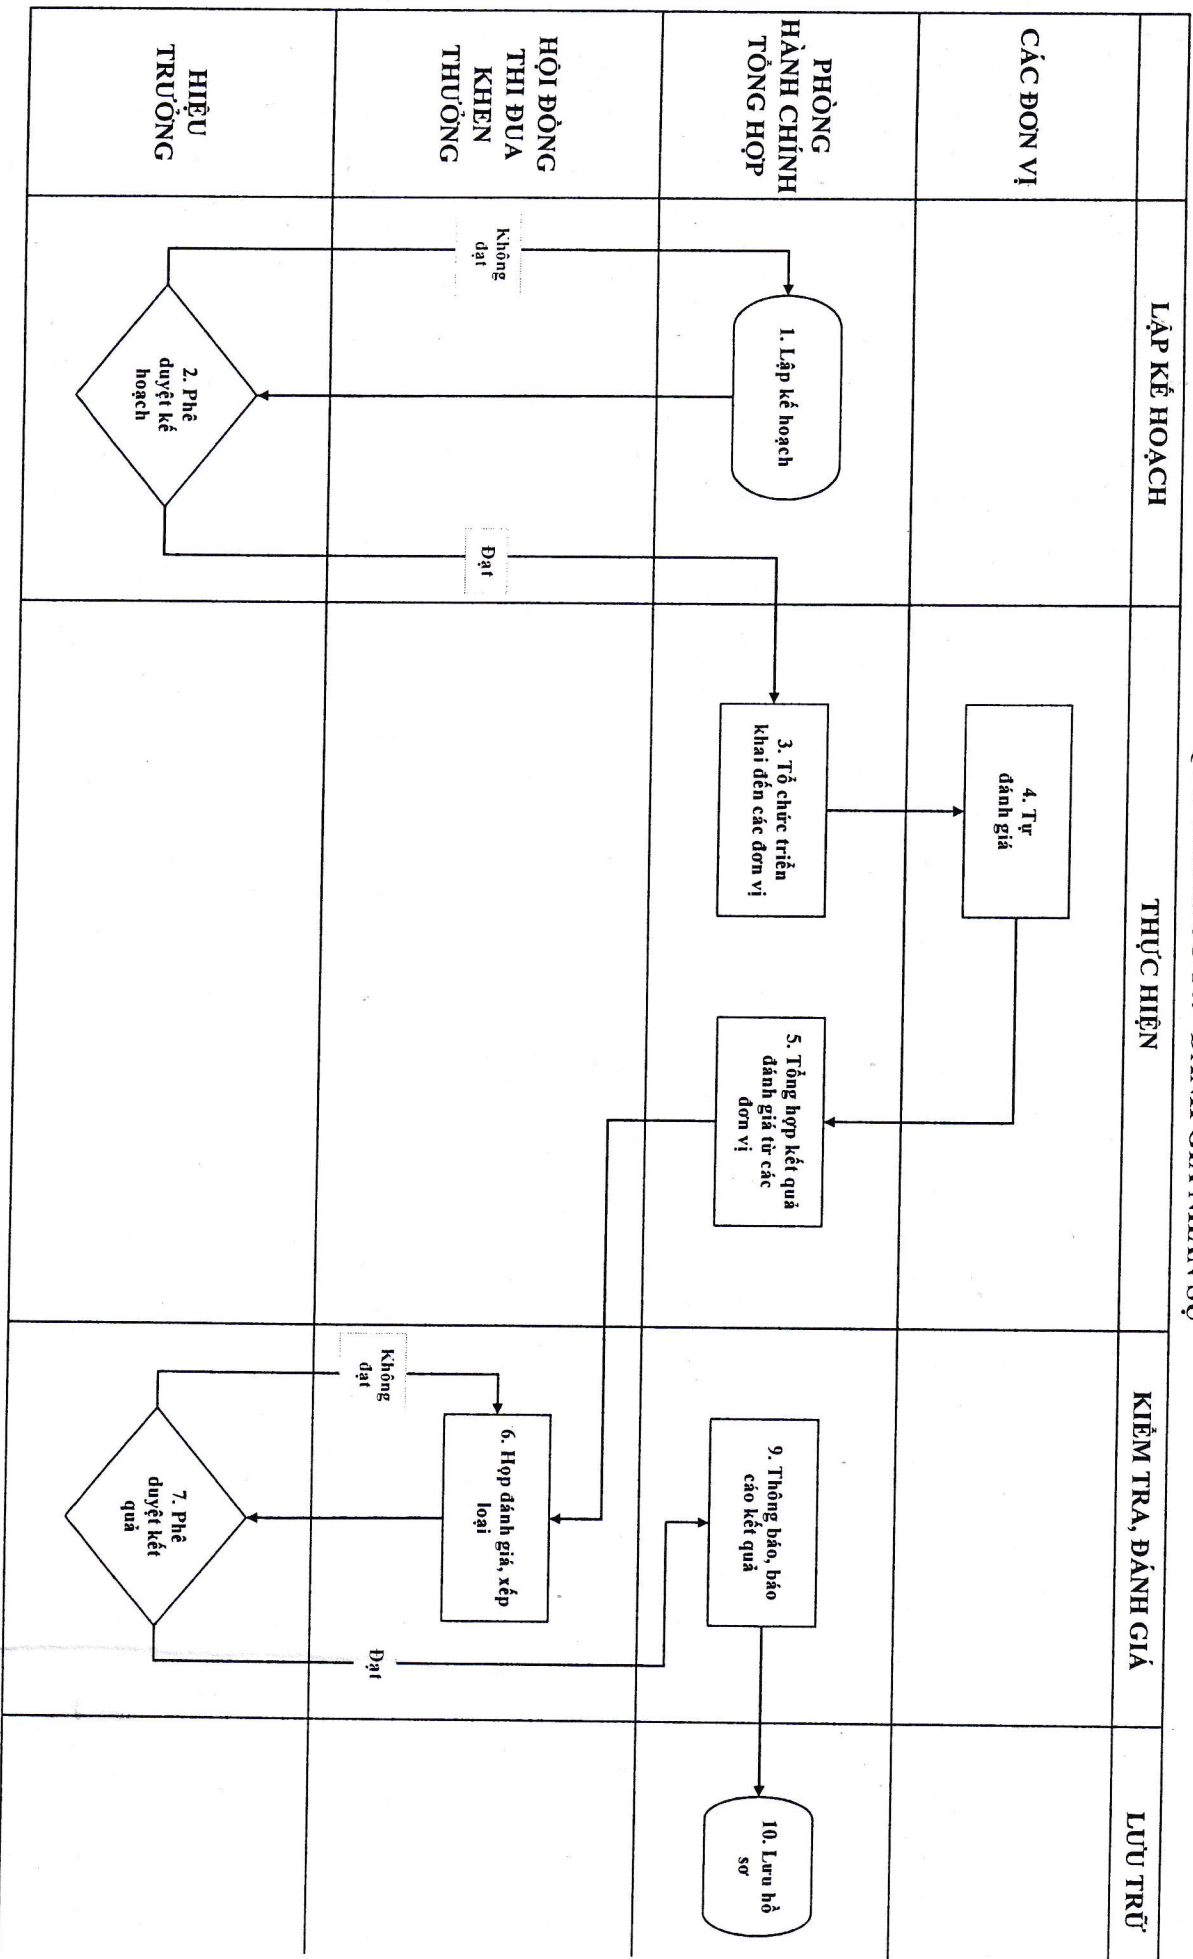 ĐÁNH GIÁ NHÂN SỰ
LẬP KẾ HOẠCH
THỰC HIỆN
KIỂM TRA, ĐÁNH GIÁ
LƯU TRỮ
CÁC ĐƠN VỊ
4. Tự
đánh giá
PHÒNG
HÀNH CHÍNH
TỔNG HỢP
1. Lập kế hoạch
3. Tổ chức triển
khai đến các đơn vị
5. Tổng hợp kết quả
đánh giá từ các
đơn vị
9. Thông báo, báo
cáo kết quả
10. Lưu hồ
sơ
HỘI ĐỒNG
THI ĐUA
KHEN
THƯỞNG
Không
đạt
Đạt
6. Họp đánh giá, xếp
loại
Không
đạt
Đạt
HIỆU
TRƯỞNG
2. Phê
duyệt kế
hoạch
7. Phê
duyệt kết
quả